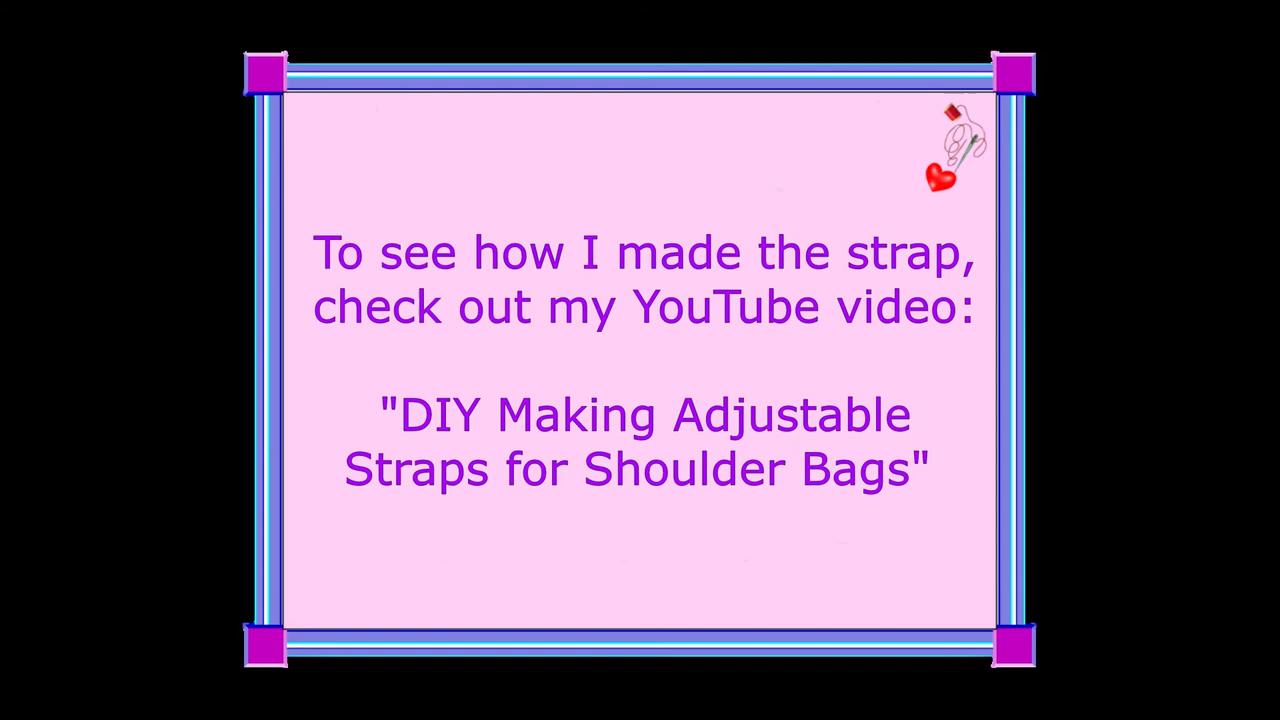 To see how I made the strap,
check out my YouTube video:
"DIY Making Adjustable
Straps for Shoulder Bags"